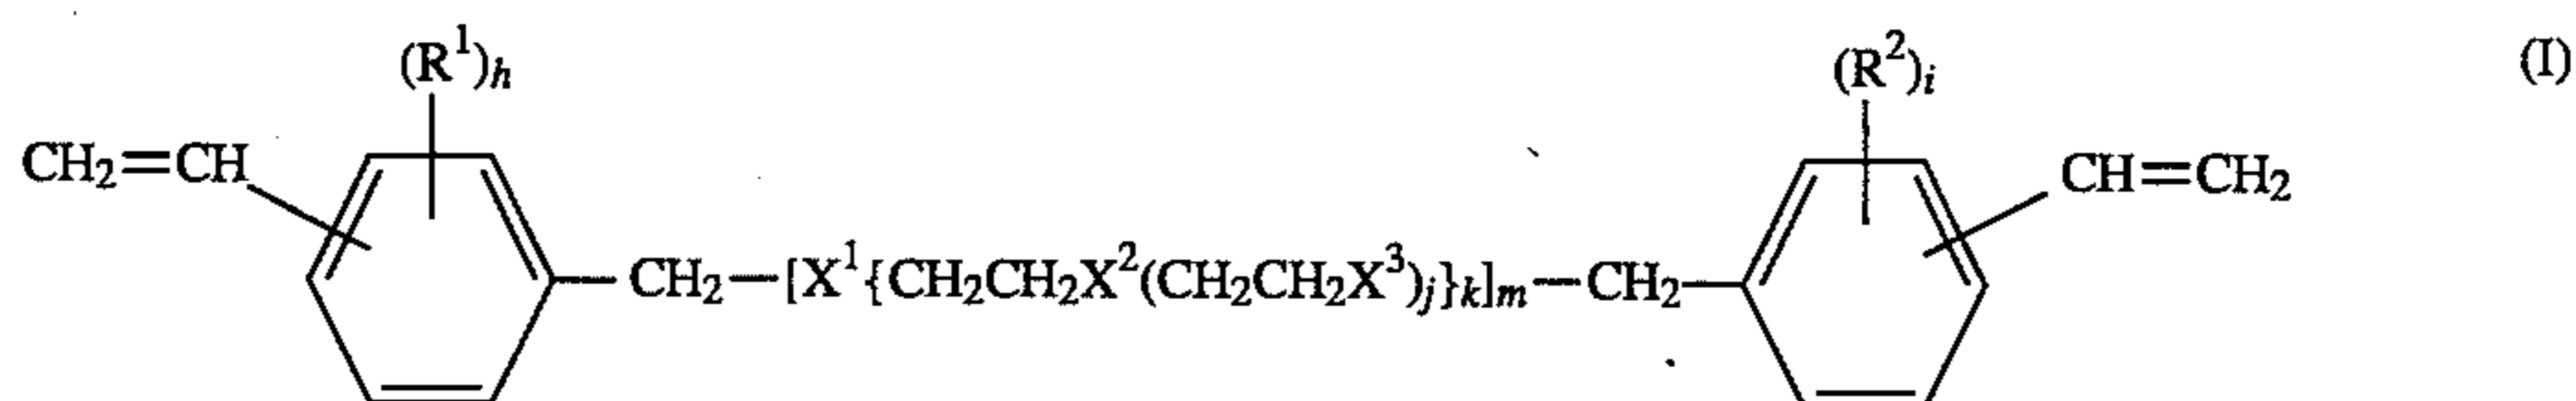 (R¹)ₕ (R²)ᵢ (I)
CH₂=CH CH=CH₂
CH₂—[X¹{CH₂CH₂X²(CH₂CH₂X³)ⱼ}ₖ]ₘ—CH₂